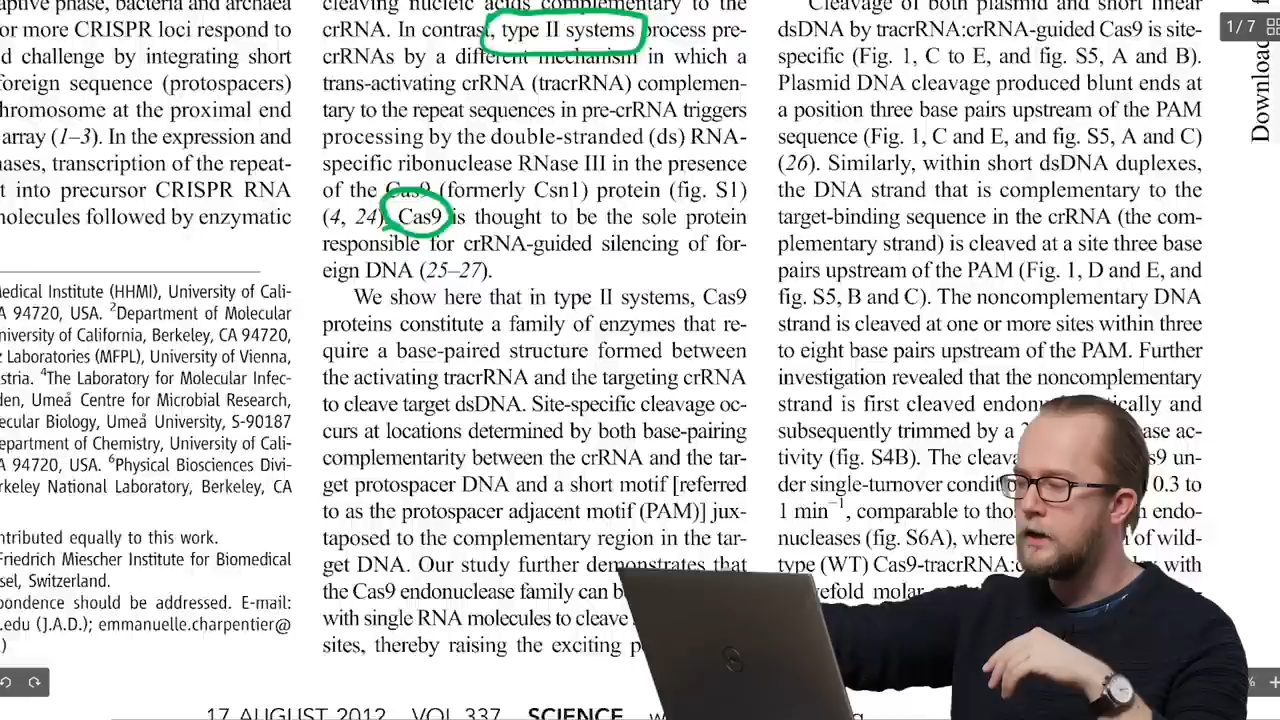 aptive phase, bacteria and archaea
or more CRISPR loci respond to
d challenge by integrating short
foreign sequence (protospacers)
hromosome at the proximal end
array (1–3). In the expression and
hases, transcription of the repeat-
t into precursor CRISPR RNA
nolecules followed by enzymatic
Medical Institute (HHMI), University of Cali-
A 94720, USA. ²Department of Molecular
niversity of California, Berkeley, CA 94720,
z Laboratories (MFPL), University of Vienna,
stria. ⁴The Laboratory for Molecular Infec-
den, Umeå Centre for Microbial Research,
ecular Biology, Umeå University, S-90187
epartment of Chemistry, University of Cali-
A 94720, USA. ⁶Physical Biosciences Divi-
rkeley National Laboratory, Berkeley, CA
ntributed equally to this work.
Friedrich Miescher Institute for Biomedical
sel, Switzerland.
pondence should be addressed. E-mail:
.edu (J.A.D.); emmanuelle.charpentier@
)
cleaving nucleic acids complementary to the
crRNA. In contrast, type II systems process pre-
crRNAs by a different mechanism in which a
trans-activating crRNA (tracrRNA) complemen-
tary to the repeat sequences in pre-crRNA triggers
processing by the double-stranded (ds) RNA-
specific ribonuclease RNase III in the presence
of the Cas9 (formerly Csn1) protein (fig. S1)
(4, 24). Cas9 is thought to be the sole protein
responsible for crRNA-guided silencing of for-
eign DNA (25–27).
We show here that in type II systems, Cas9
proteins constitute a family of enzymes that re-
quire a base-paired structure formed between
the activating tracrRNA and the targeting crRNA
to cleave target dsDNA. Site-specific cleavage oc-
curs at locations determined by both base-pairing
complementarity between the crRNA and the tar-
get protospacer DNA and a short motif [referred
to as the protospacer adjacent motif (PAM)] jux-
taposed to the complementary region in the tar-
get DNA. Our study further demonstrates that
the Cas9 endonuclease family can b
with single RNA molecules to cleave
sites, thereby raising the exciting p
Cleavage of both plasmid and short linear
dsDNA by tracrRNA:crRNA-guided Cas9 is site-
specific (Fig. 1, C to E, and fig. S5, A and B).
Plasmid DNA cleavage produced blunt ends at
a position three base pairs upstream of the PAM
sequence (Fig. 1, C and E, and fig. S5, A and C)
(26). Similarly, within short dsDNA duplexes,
the DNA strand that is complementary to the
target-binding sequence in the crRNA (the com-
plementary strand) is cleaved at a site three base
pairs upstream of the PAM (Fig. 1, D and E, and
fig. S5, B and C). The noncomplementary DNA
strand is cleaved at one or more sites within three
to eight base pairs upstream of the PAM. Further
investigation revealed that the noncomplementary
strand is first cleaved endon tically and
subsequently trimmed by a 3 ase ac-
tivity (fig. S4B). The cleava s9 un-
der single-turnover condit 0.3 to
1 min⁻¹, comparable to tho n endo-
nucleases (fig. S6A), where of wild-
type (WT) Cas9-tracrRNA:c with
efold molar
1 / 7
Download
17 AUGUST 2012 VOL 337 SCIENCE